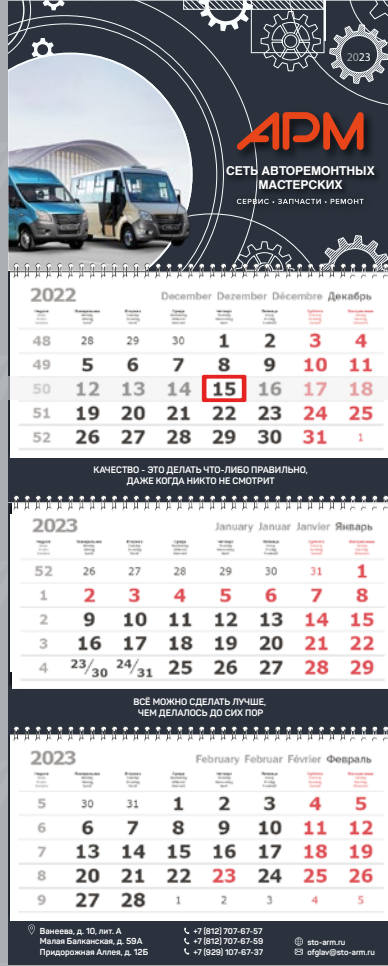 2023
АРМ
СЕТЬ АВТОРЕМОНТНЫХ
МАСТЕРСКИХ
СЕРВИС • ЗАПЧАСТИ • РЕМОНТ
2022 December Dezember Décembre Декабрь
48 28 29 30 1 2 3 4
49 5 6 7 8 9 10 11
50 12 13 14 15 16 17 18
51 19 20 21 22 23 24 25
52 26 27 28 29 30 31 1
КАЧЕСТВО - ЭТО ДЕЛАТЬ ЧТО-ЛИБО ПРАВИЛЬНО,
ДАЖЕ КОГДА НИКТО НЕ СМОТРИТ
2023 January Januar Janvier Январь
52 26 27 28 29 30 31 1
1 2 3 4 5 6 7 8
2 9 10 11 12 13 14 15
3 16 17 18 19 20 21 22
4 23/30 24/31 25 26 27 28 29
ВСЁ МОЖНО СДЕЛАТЬ ЛУЧШЕ,
ЧЕМ ДЕЛАЛОСЬ ДО СИХ ПОР
2023 February Februar Février Февраль
5 30 31 1 2 3 4 5
6 6 7 8 9 10 11 12
7 13 14 15 16 17 18 19
8 20 21 22 23 24 25 26
9 27 28 1 2 3 4 5
Ванеева, д. 10, лит. А +7 (812) 707-67-57
Малая Балканская, д. 59А +7 (812) 707-67-59 sto-arm.ru
Придорожная Аллея, д. 12Б +7 (929) 107-67-37 ofglav@sto-arm.ru